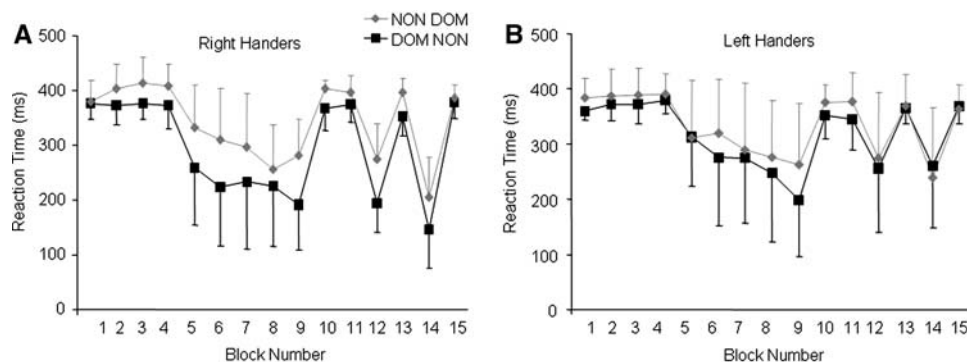 A
Right Handers
NON DOM
DOM NON
Reaction Time (ms)
500
400
300
200
100
0
1 2 3 4 5 6 7 8 9 10 11 12 13 14 15
Block Number
B
Left Handers
Reaction Time (ms)
500
400
300
200
100
0
1 2 3 4 5 6 7 8 9 10 11 12 13 14 15
Block Number